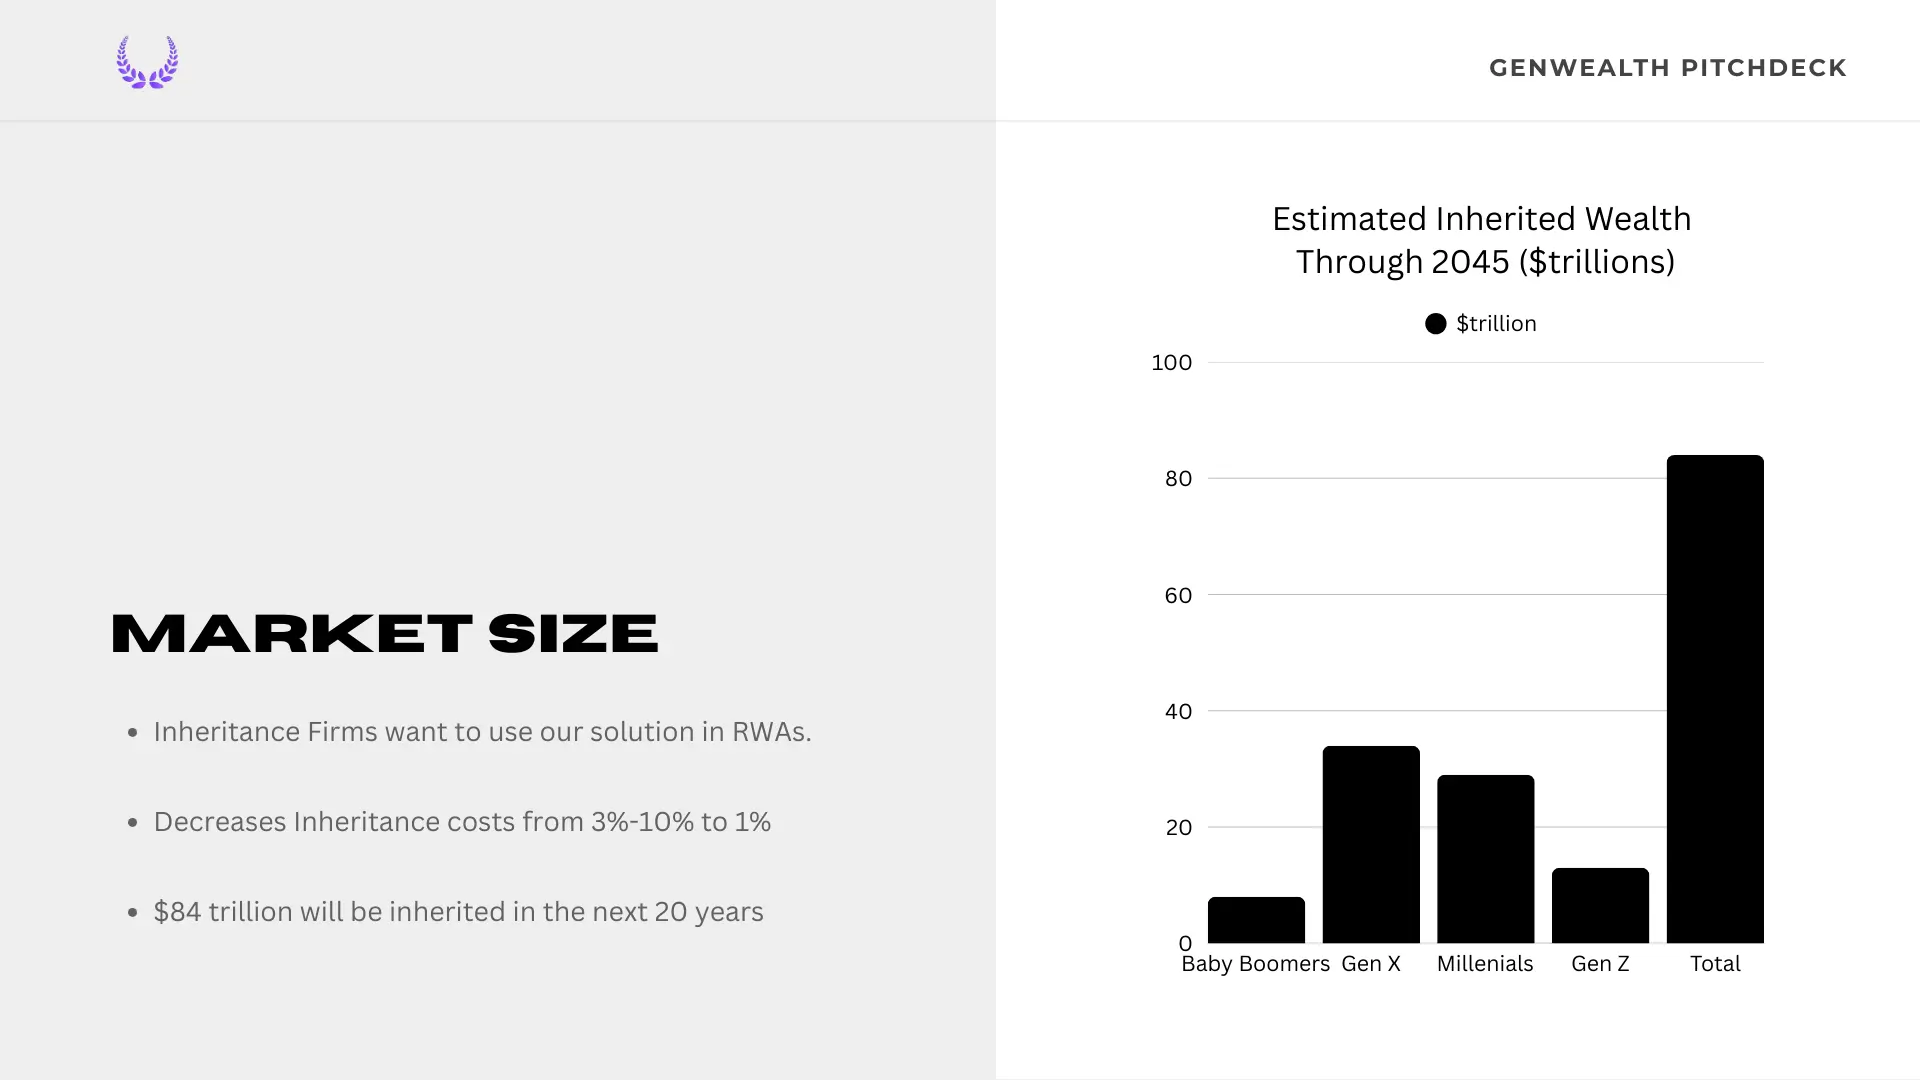 GENWEALTH PITCHDECK
MARKET SIZE
• Inheritance Firms want to use our solution in RWAs.
• Decreases Inheritance costs from 3%-10% to 1%
• $84 trillion will be inherited in the next 20 years
Estimated Inherited Wealth
Through 2045 ($trillions)
$trillion
100
80
60
40
20
0
Baby Boomers Gen X Millenials Gen Z Total